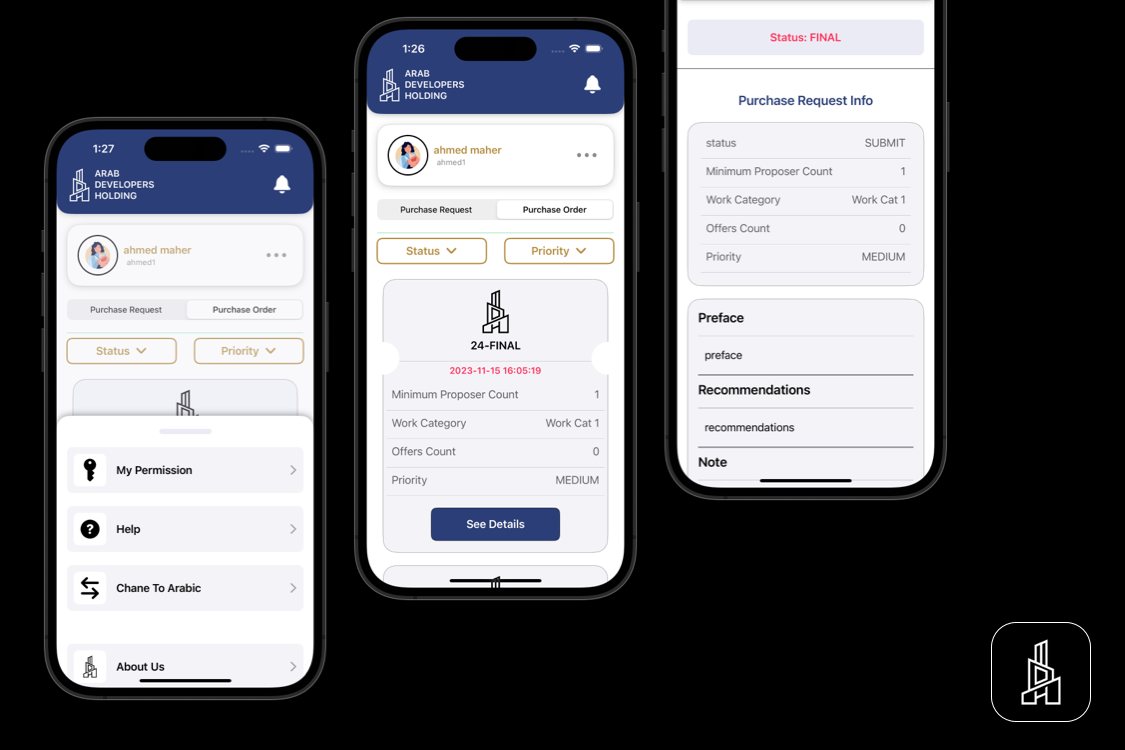 1:27
ARAB
DEVELOPERS
HOLDING
ahmed maher
ahmed1
Purchase Request
Purchase Order
Status
Priority
My Permission
Help
Chane To Arabic
About Us
1:26
ARAB
DEVELOPERS
HOLDING
ahmed maher
ahmed1
Purchase Request
Purchase Order
Status
Priority
24-FINAL
2023-11-15 16:05:19
Minimum Proposer Count 1
Work Category Work Cat 1
Offers Count 0
Priority MEDIUM
See Details
Status: FINAL
Purchase Request Info
status SUBMIT
Minimum Proposer Count 1
Work Category Work Cat 1
Offers Count 0
Priority MEDIUM
Preface
preface
Recommendations
recommendations
Note